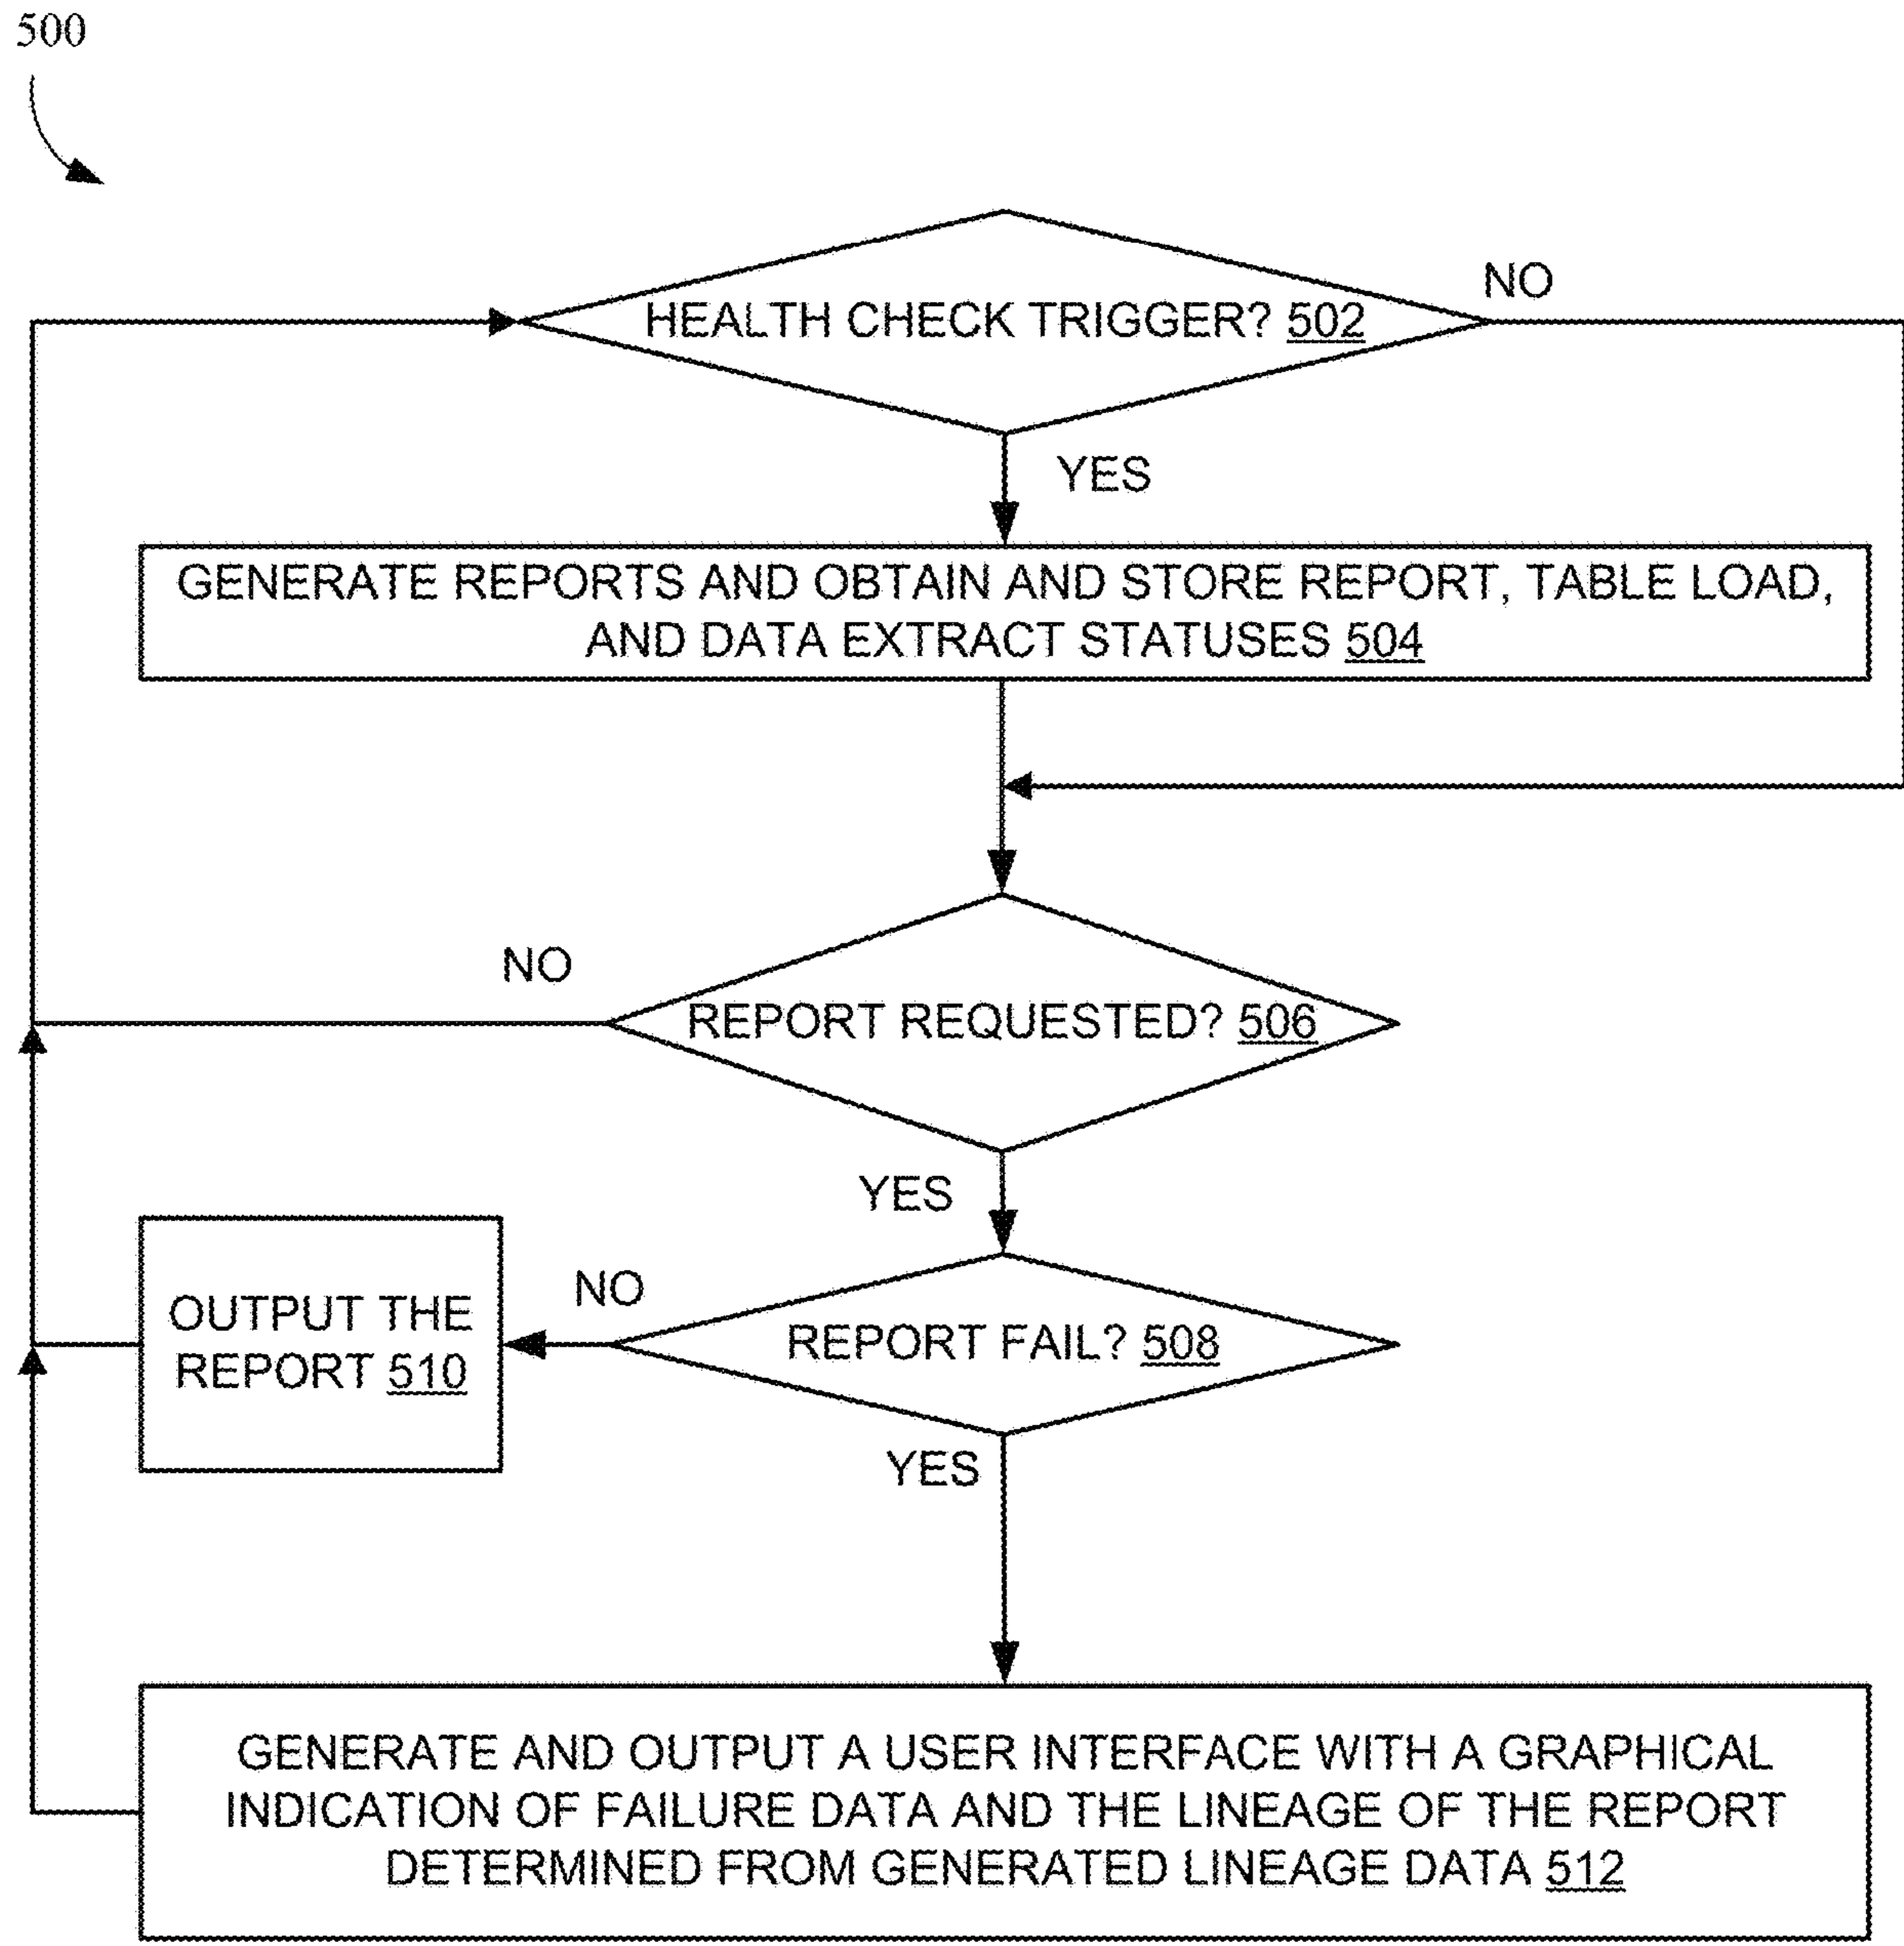 500
HEALTH CHECK TRIGGER? 502
NO
YES
GENERATE REPORTS AND OBTAIN AND STORE REPORT, TABLE LOAD,
AND DATA EXTRACT STATUSES 504
NO
REPORT REQUESTED? 506
YES
NO
OUTPUT THE
REPORT 510
REPORT FAIL? 508
YES
GENERATE AND OUTPUT A USER INTERFACE WITH A GRAPHICAL
INDICATION OF FAILURE DATA AND THE LINEAGE OF THE REPORT
DETERMINED FROM GENERATED LINEAGE DATA 512